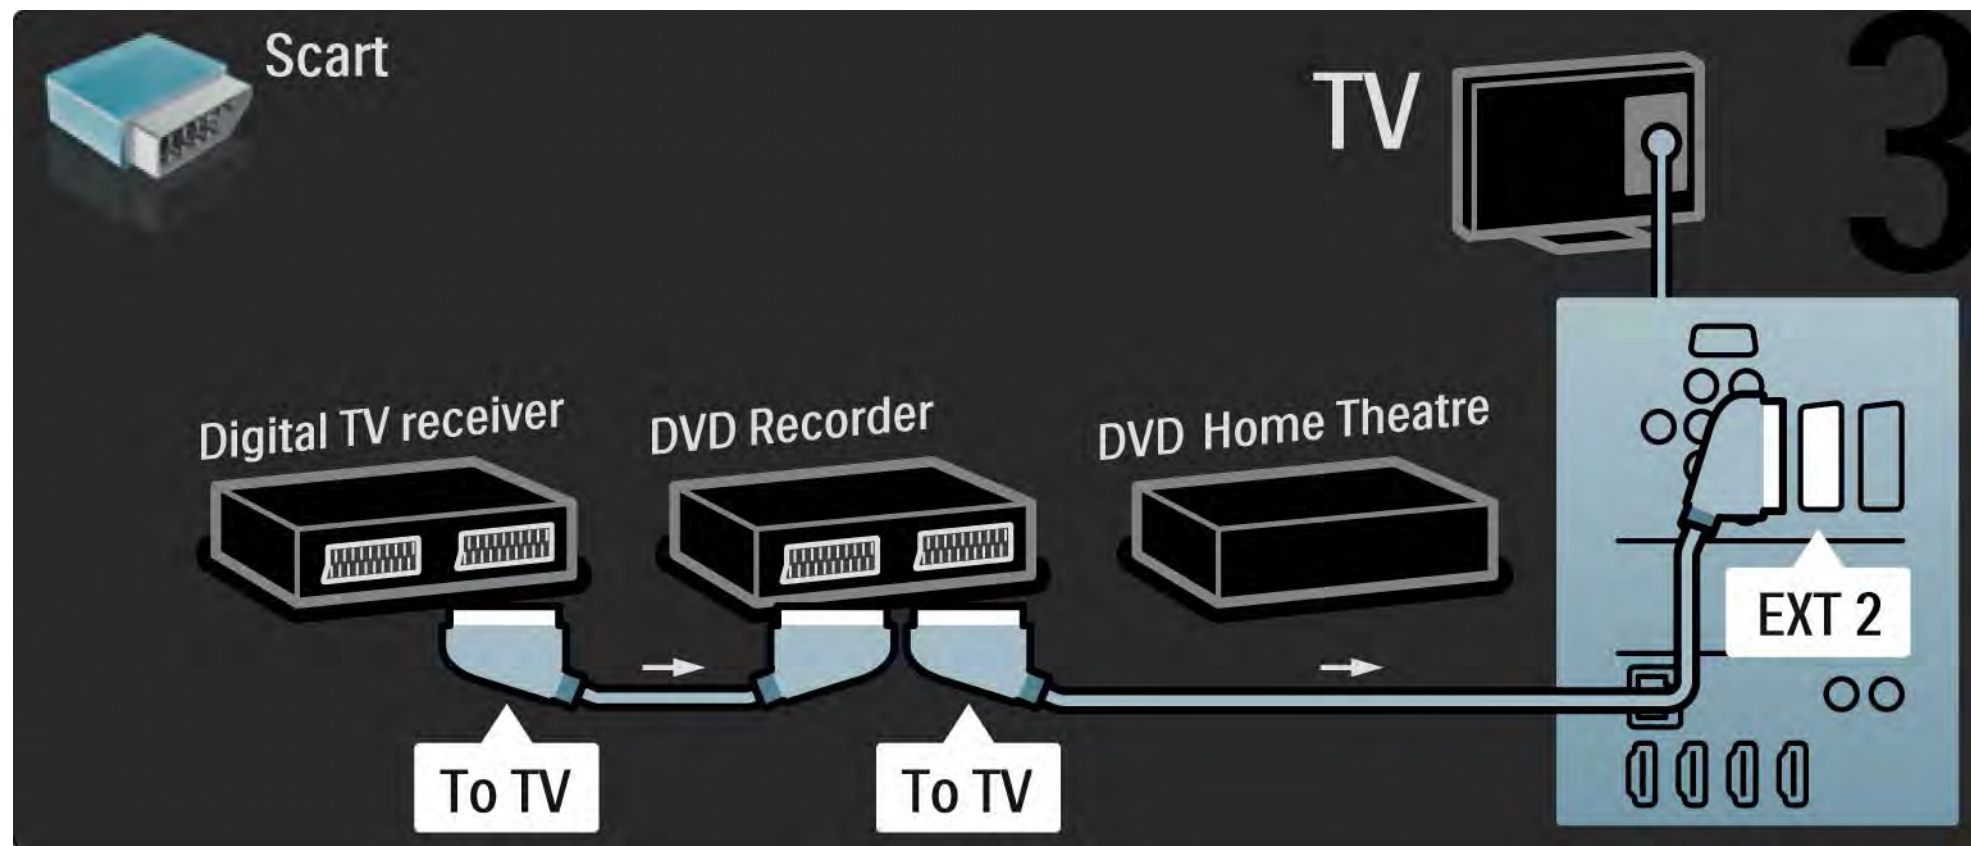 Scart
TV
3
Digital TV receiver
DVD Recorder
DVD Home Theatre
EXT 2
To TV
To TV